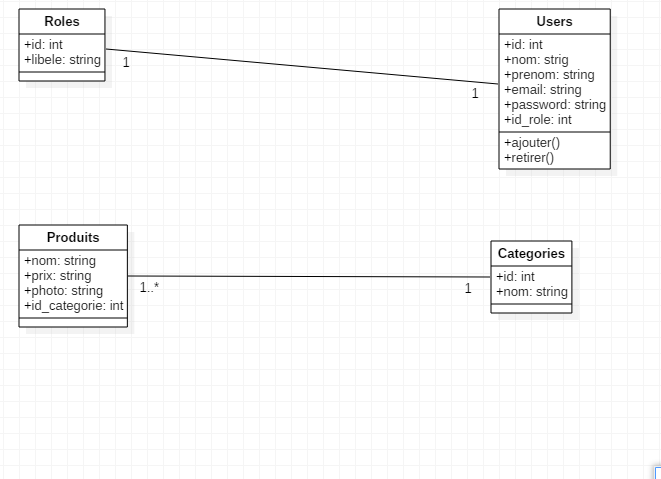 Roles
+id: int
+libele: string
1
Users
+id: int
+nom: strig
+prenom: string
+email: string
+password: string
+id_role: int
+ajouter()
+retirer()
1
Produits
+nom: string
+prix: string
+photo: string
+id_categorie: int
1..*
Categories
+id: int
+nom: string
1